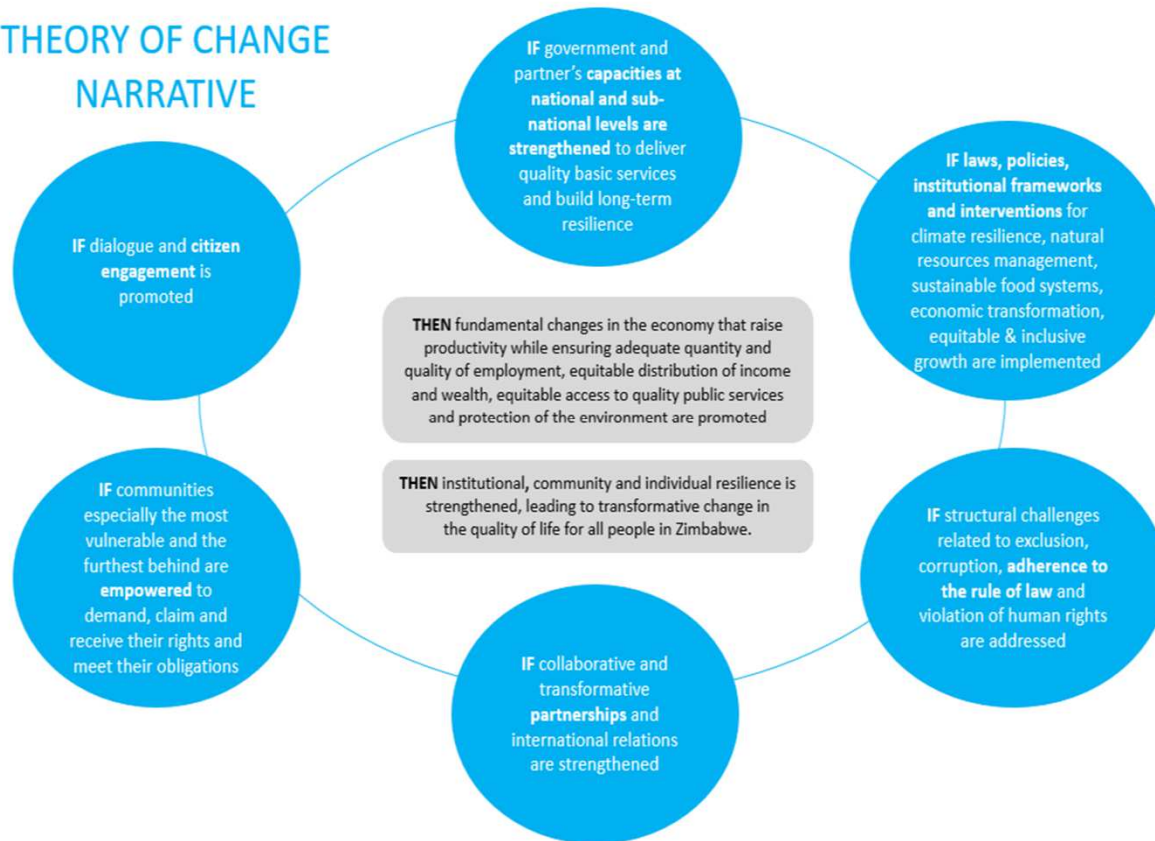 THEORY OF CHANGE
NARRATIVE
IF government and
partner's capacities at
national and sub-
national levels are
strengthened to deliver
quality basic services
and build long-term
resilience
IF laws, policies,
institutional frameworks
and interventions for
climate resilience, natural
resources management,
sustainable food systems,
economic transformation,
equitable & inclusive
growth are implemented
IF structural challenges
related to exclusion,
corruption, adherence to
the rule of law and
violation of human rights
are addressed
IF collaborative and
transformative
partnerships and
international relations
are strengthened
IF communities
especially the most
vulnerable and the
furthest behind are
empowered to
demand, claim and
receive their rights and
meet their obligations
IF dialogue and citizen
engagement is
promoted
THEN fundamental changes in the economy that raise
productivity while ensuring adequate quantity and
quality of employment, equitable distribution of income
and wealth, equitable access to quality public services
and protection of the environment are promoted
THEN institutional, community and individual resilience is
strengthened, leading to transformative change in
the quality of life for all people in Zimbabwe.